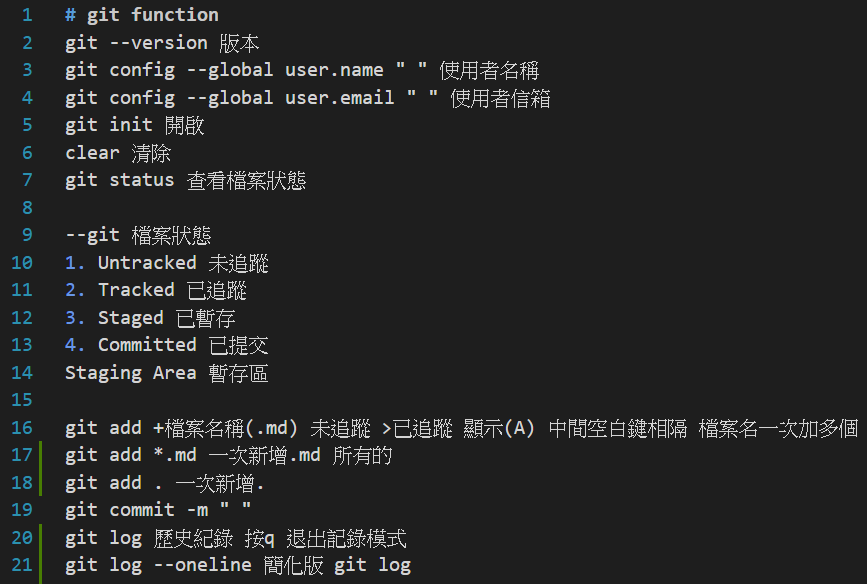 1 # git function
2 git --version 版本
3 git config --global user.name " " 使用者名稱
4 git config --global user.email " " 使用者信箱
5 git init 開啟
6 clear 清除
7 git status 查看檔案狀態
8
9 --git 檔案狀態
10 1. Untracked 未追蹤
11 2. Tracked 已追蹤
12 3. Staged 已暫存
13 4. Committed 已提交
14 Staging Area 暫存區
15
16 git add +檔案名稱(.md) 未追蹤 >已追蹤 顯示(A) 中間空白鍵相隔 檔案名一次加多個
17 git add *.md 一次新增.md 所有的
18 git add . 一次新增.
19 git commit -m " "
20 git log 歷史紀錄 按q 退出記錄模式
21 git log --oneline 簡化版 git log